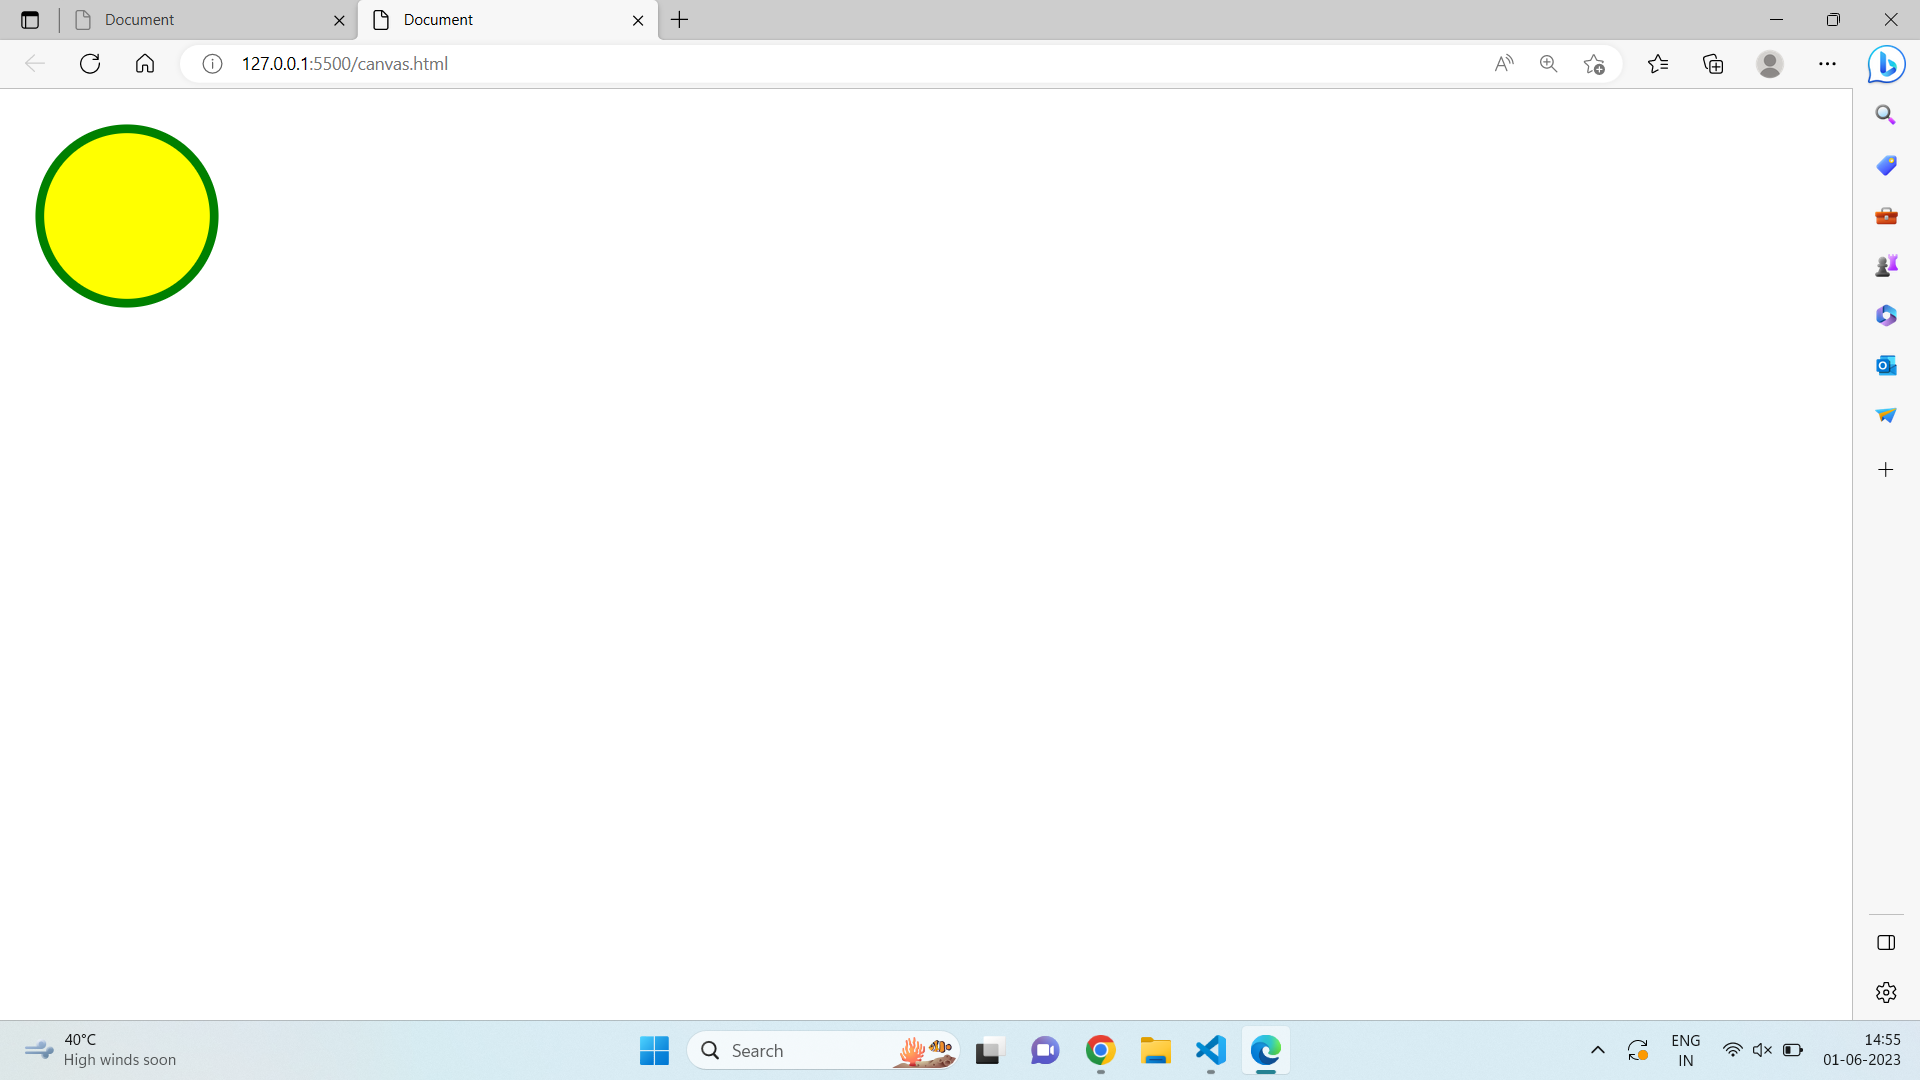 Document
Document
127.0.0.1:5500/canvas.html
40°C
High winds soon
Search
ENG
IN
14:55
01-06-2023